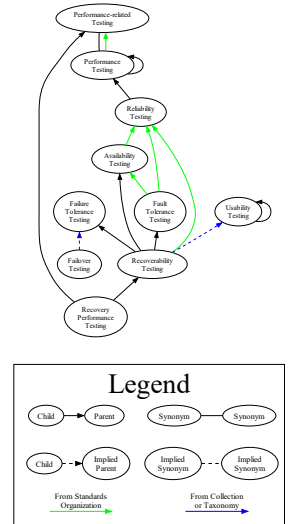 Performance-related
Testing
Performance
Testing
Reliability
Testing
Availability
Testing
Failure
Tolerance
Testing
Fault
Tolerance
Testing
Usability
Testing
Failover
Testing
Recoverability
Testing
Recovery
Performance
Testing
Legend
Child
Parent
Synonym
Synonym
Child
Implied
Parent
Implied
Synonym
Implied
Synonym
From Standards
Organization
From Collection
or Taxonomy